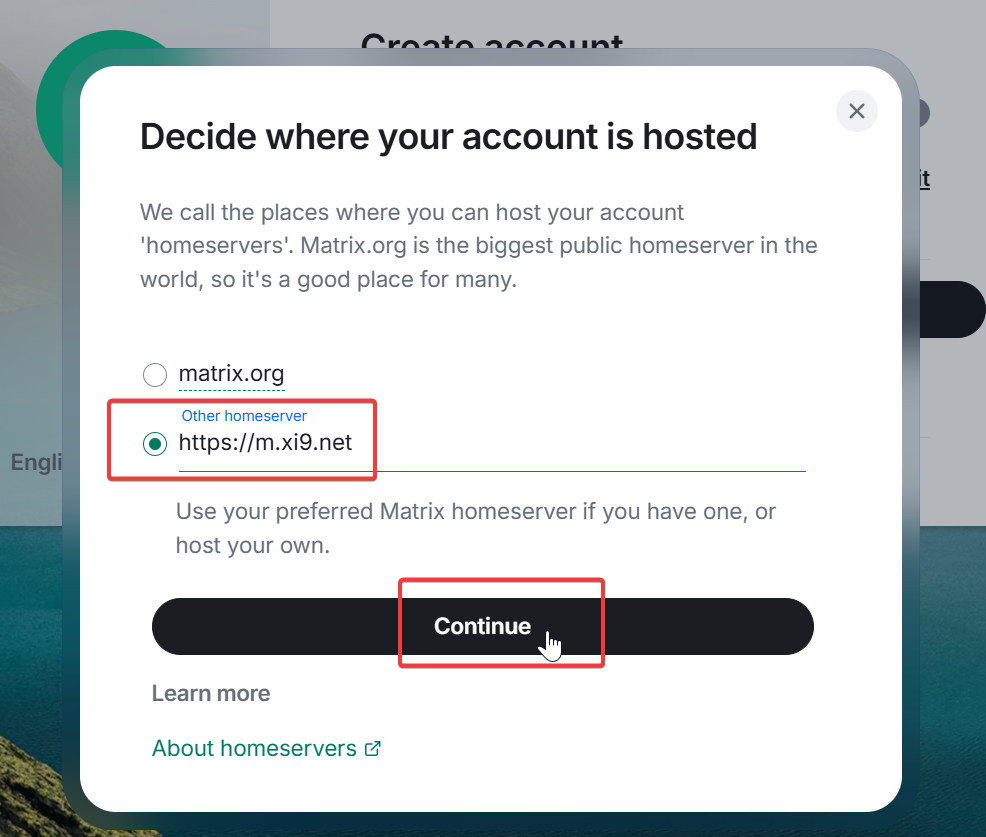 Create account
Decide where your account is hosted
it
We call the places where you can host your account
'homeservers'. Matrix.org is the biggest public homeserver in the
world, so it's a good place for many.
matrix.org
Other homeserver
https://m.xi9.net
Engli
Use your preferred Matrix homeserver if you have one, or
host your own.
Continue
Learn more
About homeservers